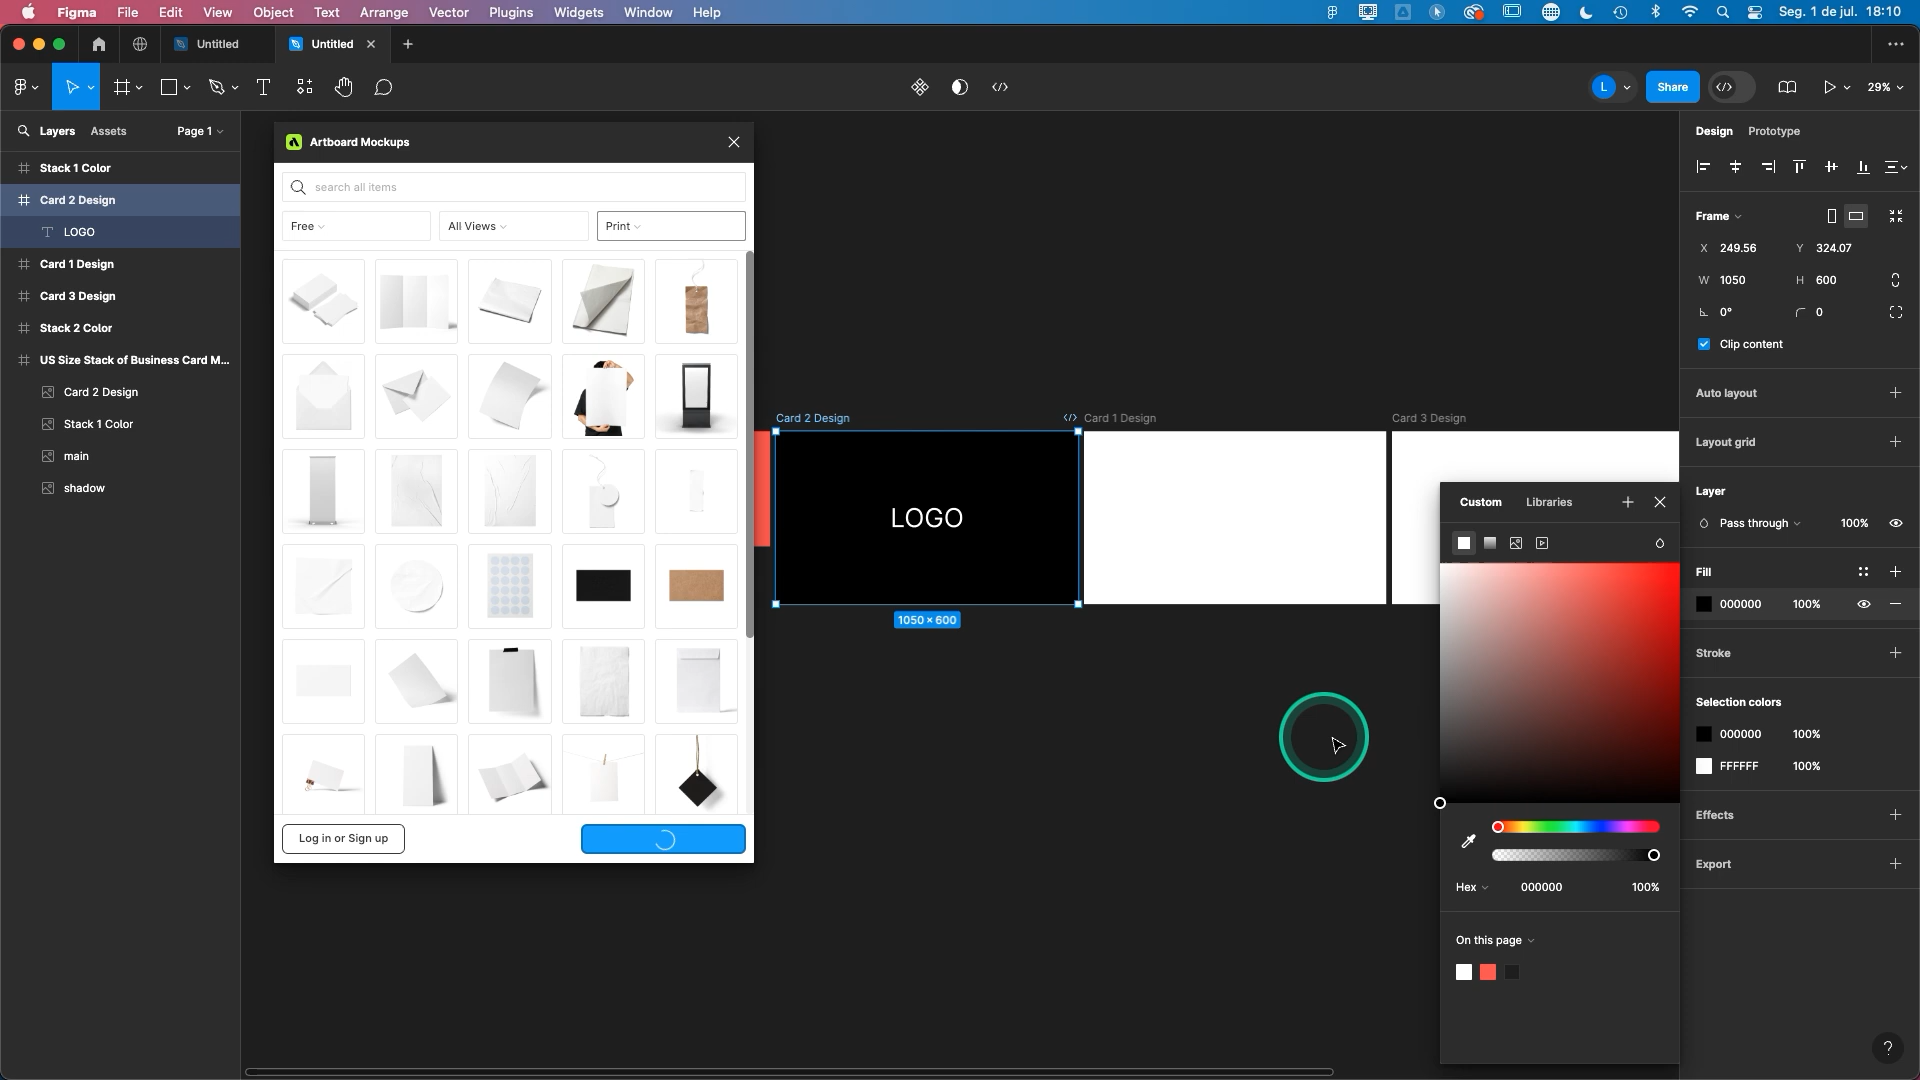 Figma File Edit View Object Text Arrange Vector Plugins Widgets Window Help
Seg. 1 de jul. 18:10
Untitled
Untitled
L
Share
29%
Layers Assets Page 1
Stack 1 Color
Card 2 Design
LOGO
Card 1 Design
Card 3 Design
Stack 2 Color
US Size Stack of Business Card M...
Card 2 Design
Stack 1 Color
main
shadow
Artboard Mockups
search all items
Free
All Views
Print
Log in or Sign up
Card 2 Design
Card 1 Design
Card 3 Design
LOGO
1050 × 600
Custom Libraries
Hex 000000 100%
On this page
Design Prototype
Frame
X 249.56 Y 324.07
W 1050 H 600
0° 0
Clip content
Auto layout
Layout grid
Layer
Pass through 100%
Fill
000000 100%
Stroke
Selection colors
000000 100%
FFFFFF 100%
Effects
Export
?